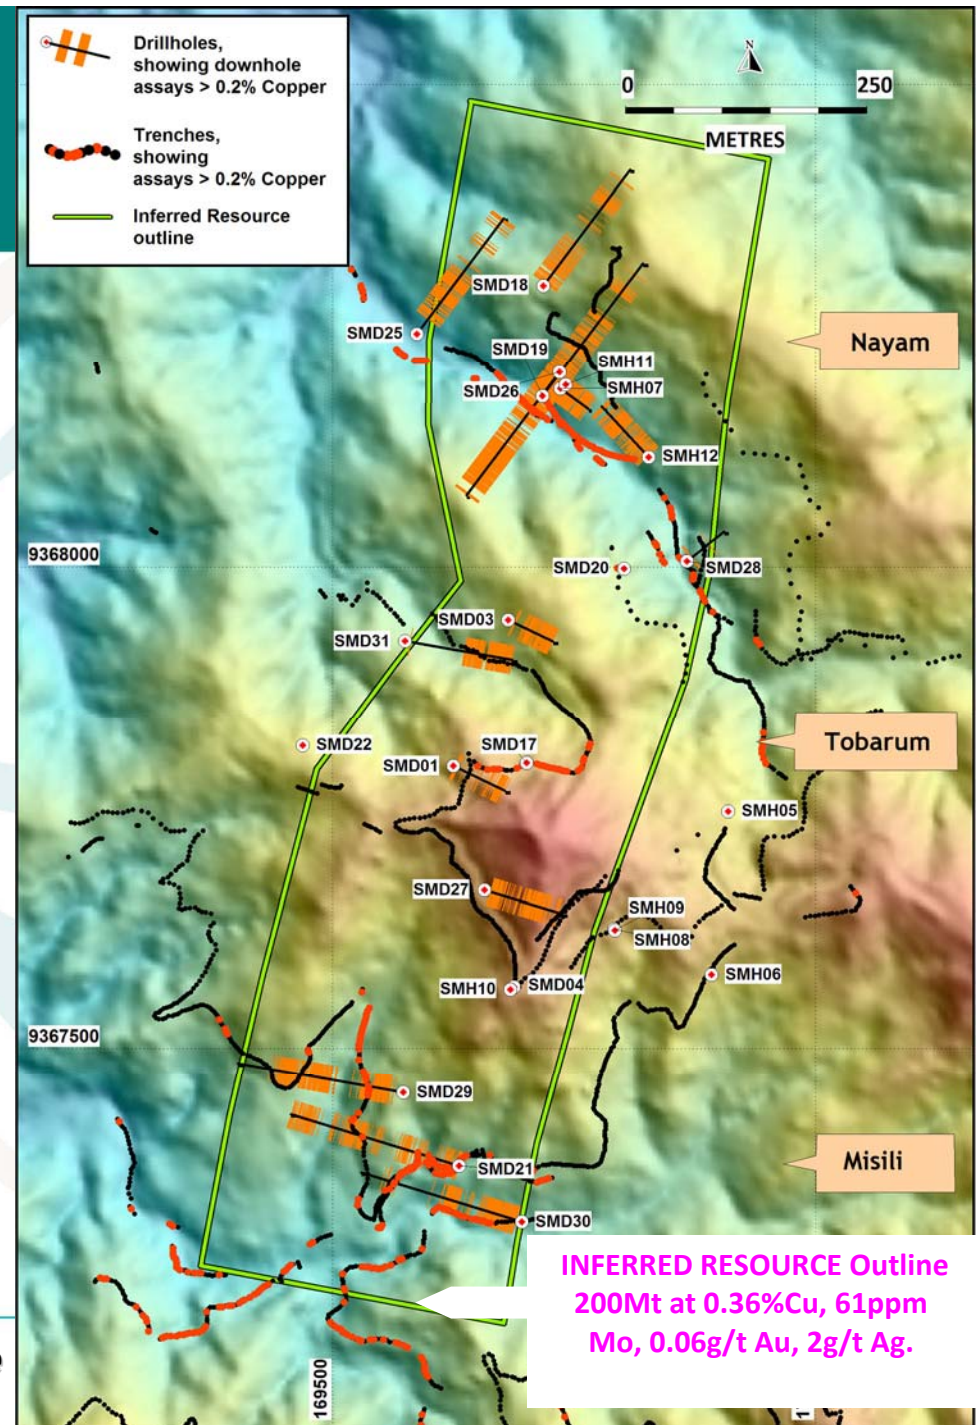 Drillholes,
showing downhole
assays > 0.2% Copper
Trenches,
showing
assays > 0.2% Copper
Inferred Resource
outline
N
0 250
METRES
SMD18
SMD25
Nayam
SMD19
SMH11
SMD26
SMH07
SMH12
9368000
SMD20
SMD28
SMD03
SMD31
SMD22
SMD17
SMD01
Tobarum
SMH05
SMD27
SMH09
SMH08
SMH06
SMH10
SMD04
9367500
SMD29
SMD21
Misili
SMD30
INFERRED RESOURCE Outline
200Mt at 0.36%Cu, 61ppm
Mo, 0.06g/t Au, 2g/t Ag.
169500